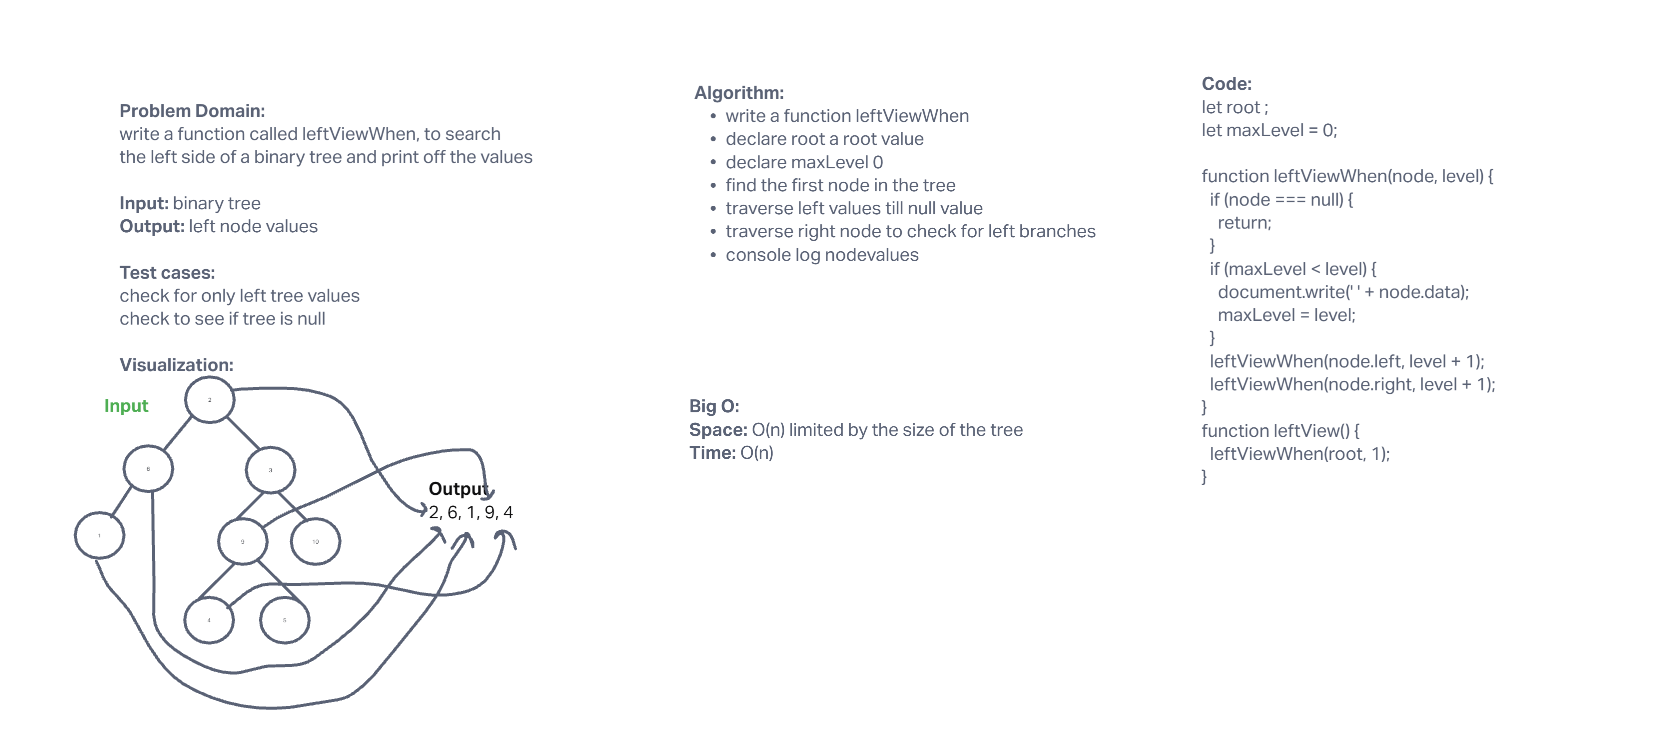 Problem Domain:
write a function called leftViewWhen, to search
the left side of a binary tree and print off the values
Input: binary tree
Output: left node values
Test cases:
check for only left tree values
check to see if tree is null
Visualization:
Input
2
6
3
1
9
10
4
5
Output
2, 6, 1, 9, 4
Algorithm:
• write a function leftViewWhen
• declare root a root value
• declare maxLevel 0
• find the first node in the tree
• traverse left values till null value
• traverse right node to check for left branches
• console log nodevalues
Big O:
Space: O(n) limited by the size of the tree
Time: O(n)
Code:
let root ;
let maxLevel = 0;
function leftViewWhen(node, level) {
if (node === null) {
return;
}
if (maxLevel < level) {
document.write(' ' + node.data);
maxLevel = level;
}
leftViewWhen(node.left, level + 1);
leftViewWhen(node.right, level + 1);
}
function leftView() {
leftViewWhen(root, 1);
}